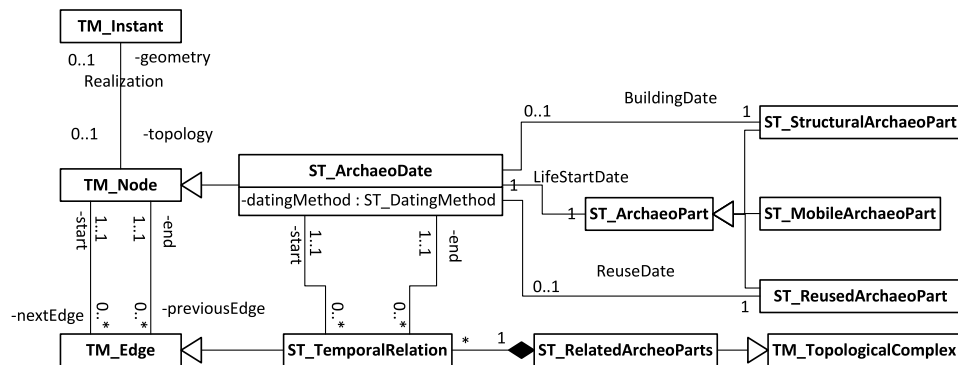 TM_Instant
0..1
-geometry
Realization
0..1
-topology
TM_Node
-start
1..1
1..1
-end
-nextEdge
0..*
0..*
-previousEdge
TM_Edge
ST_ArchaeoDate
-datingMethod : ST_DatingMethod
-start
1..1
1..1
-end
0..*
0..*
ST_TemporalRelation
BuildingDate
0..1
1
ST_StructuralArchaeoPart
LifeStartDate
1
1
ST_ArchaeoPart
ST_MobileArchaeoPart
ReuseDate
0..1
1
ST_ReusedArchaeoPart
*
1
ST_RelatedArcheoParts
TM_TopologicalComplex